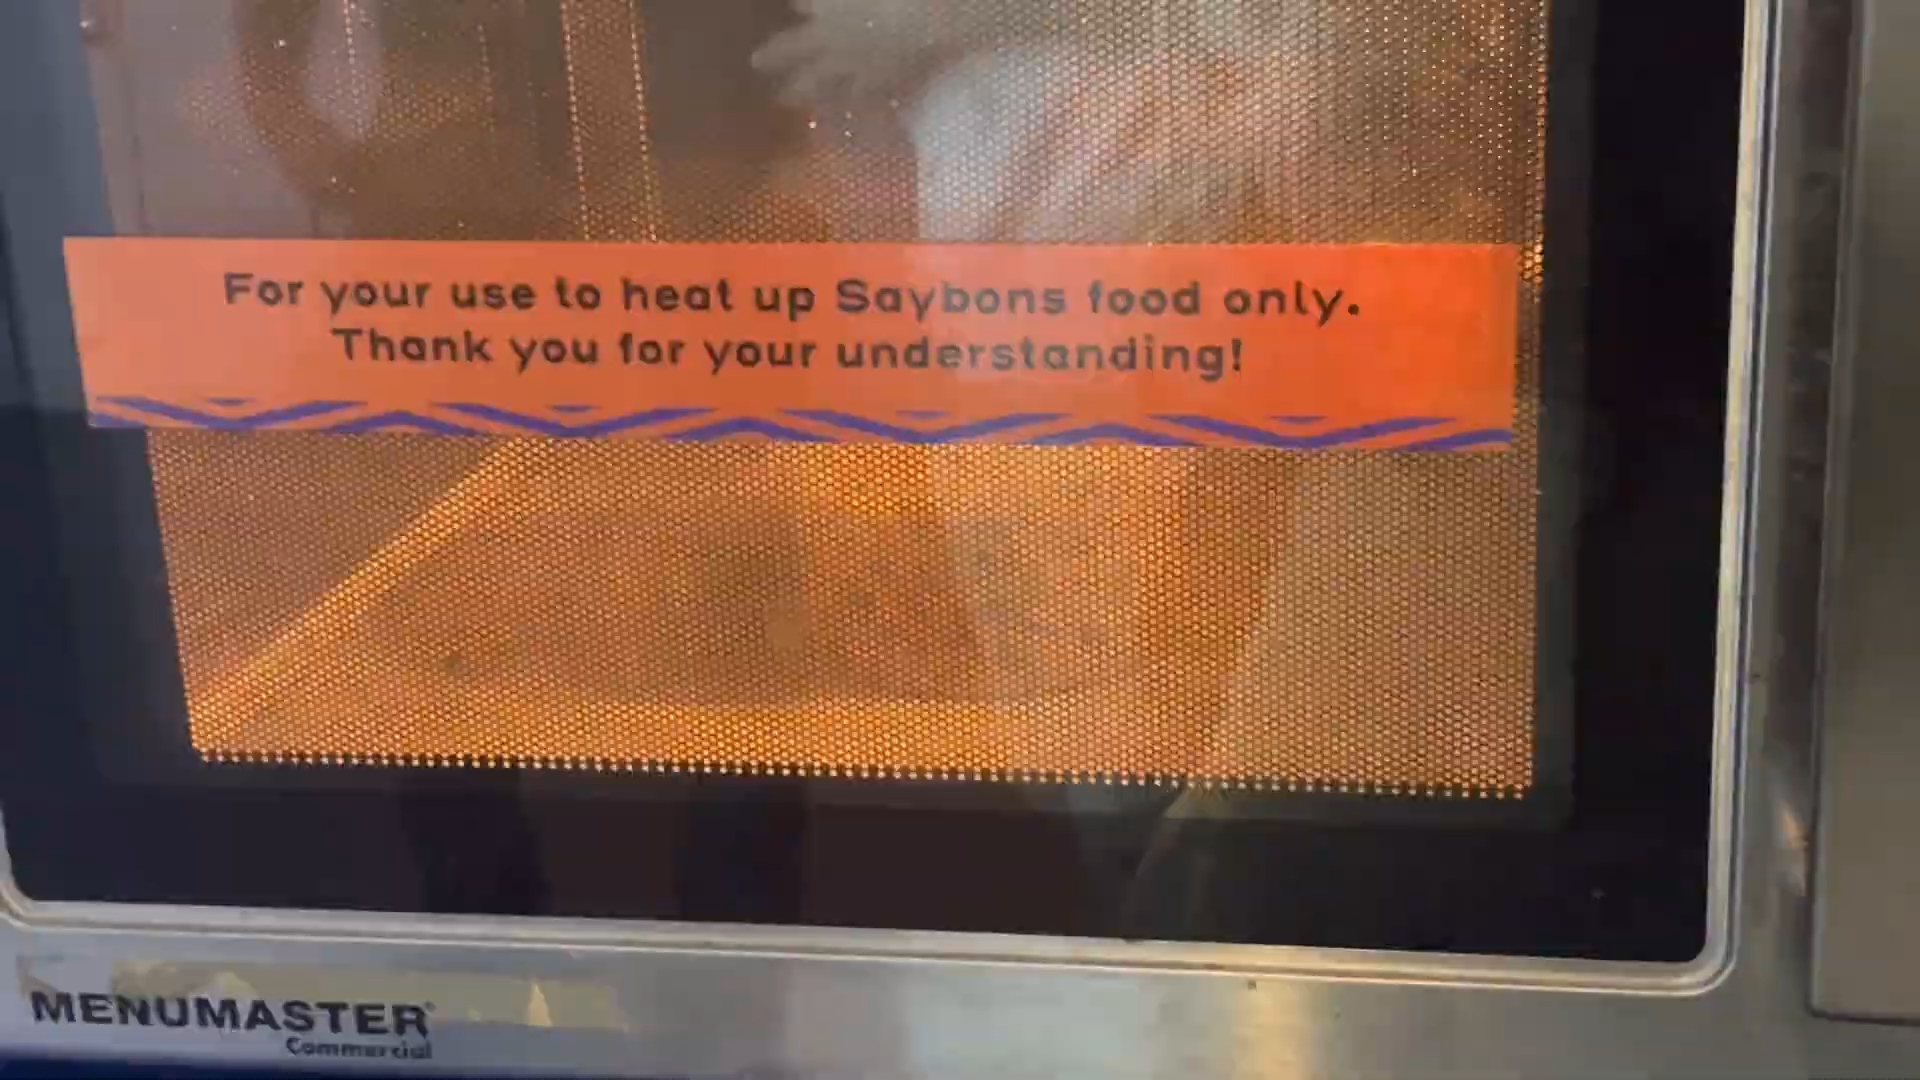 For your use to heat up Saybons food only.
Thank you for your understanding!
MENUMASTER
Commercial